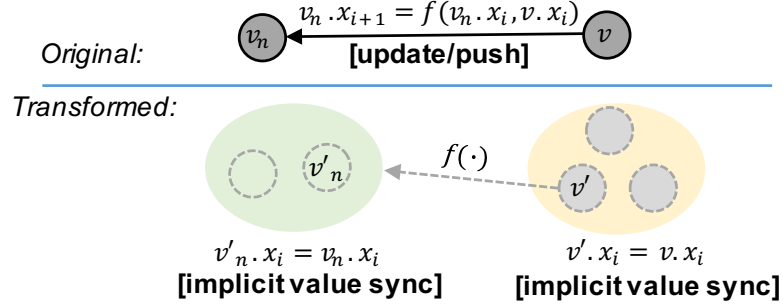 vₙ.xᵢ₊₁ = f(vₙ.xᵢ, v.xᵢ)
Original: vₙ [update/push] v
Transformed:
v'ₙ f(·) v'
v'ₙ.xᵢ = vₙ.xᵢ v'.xᵢ = v.xᵢ
[implicit value sync] [implicit value sync]